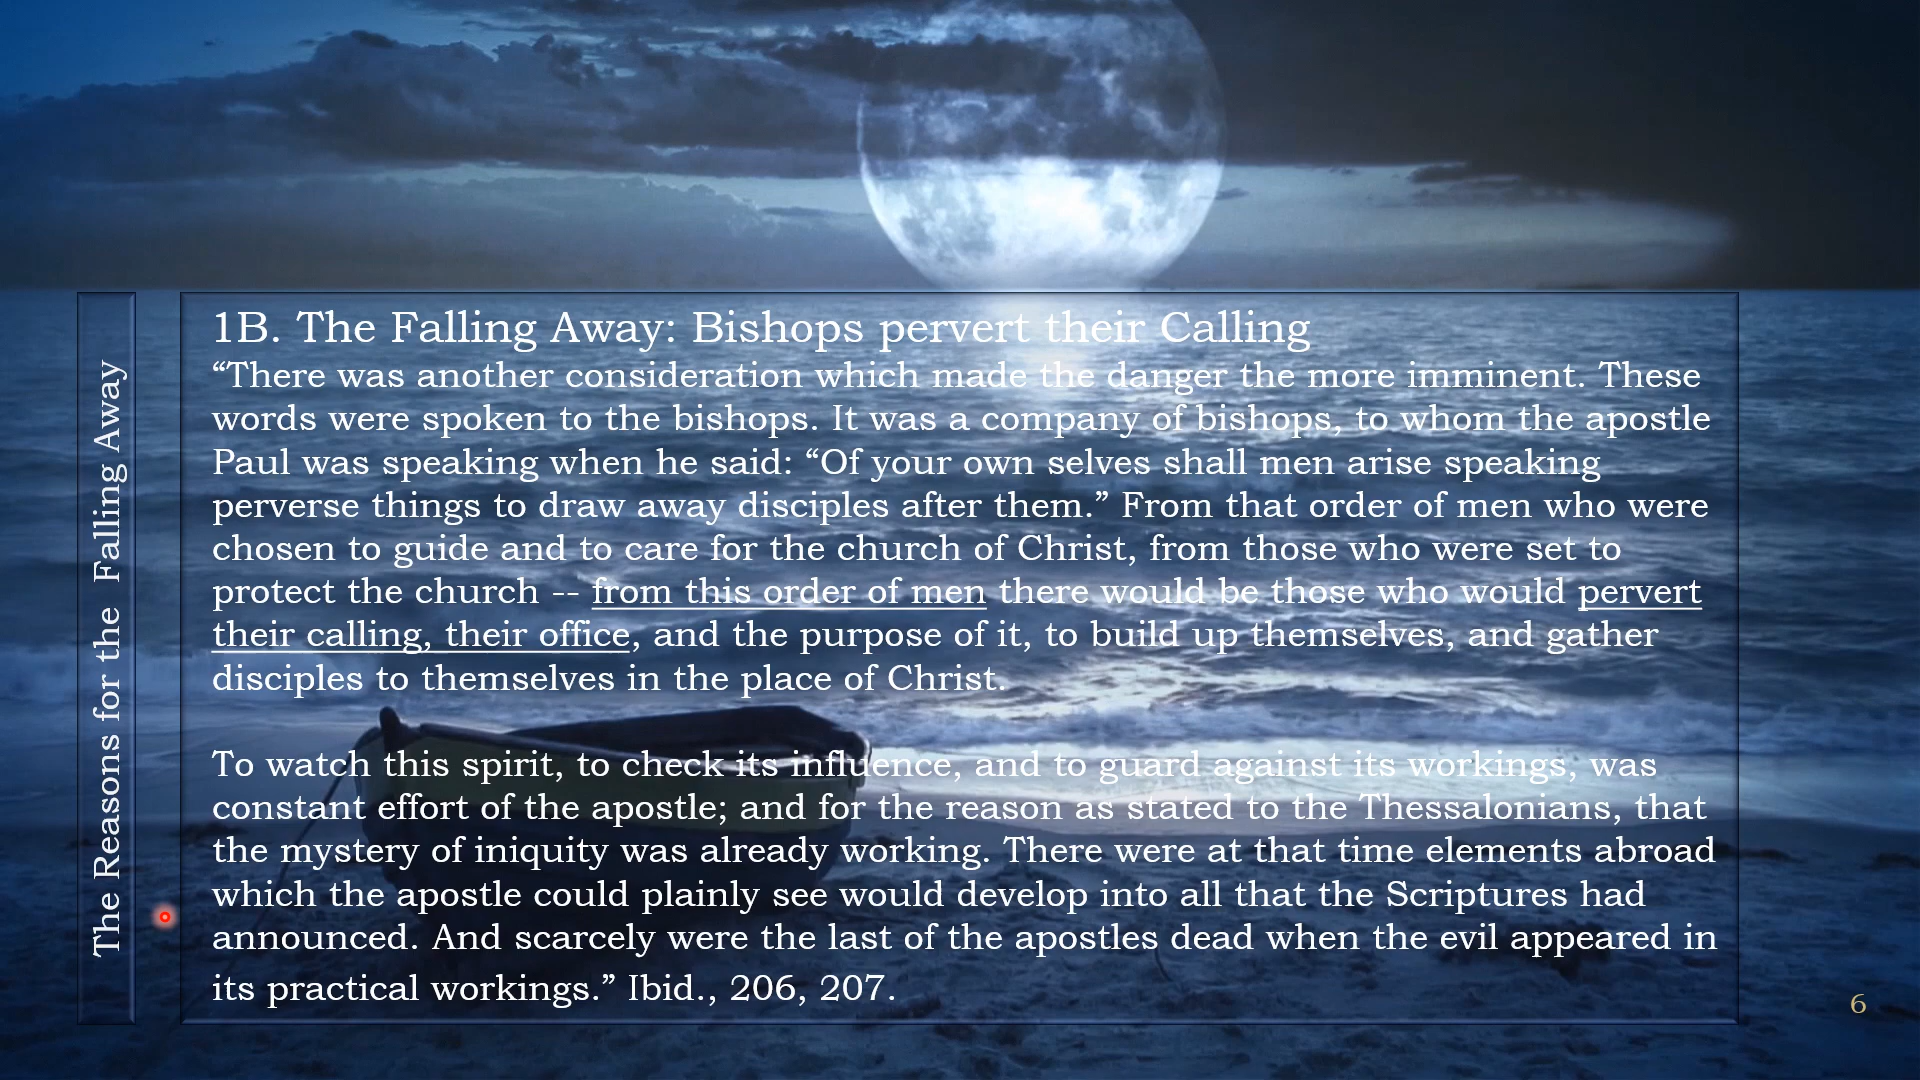 The Reasons for the Falling Away
1B. The Falling Away: Bishops pervert their Calling
“There was another consideration which made the danger the more imminent. These
words were spoken to the bishops. It was a company of bishops, to whom the apostle
Paul was speaking when he said: “Of your own selves shall men arise speaking
perverse things to draw away disciples after them.” From that order of men who were
chosen to guide and to care for the church of Christ, from those who were set to
protect the church -- from this order of men there would be those who would pervert
their calling, their office, and the purpose of it, to build up themselves, and gather
disciples to themselves in the place of Christ.
To watch this spirit, to check its influence, and to guard against its workings, was
constant effort of the apostle; and for the reason as stated to the Thessalonians, that
the mystery of iniquity was already working. There were at that time elements abroad
which the apostle could plainly see would develop into all that the Scriptures had
announced. And scarcely were the last of the apostles dead when the evil appeared in
its practical workings.” Ibid., 206, 207.
6